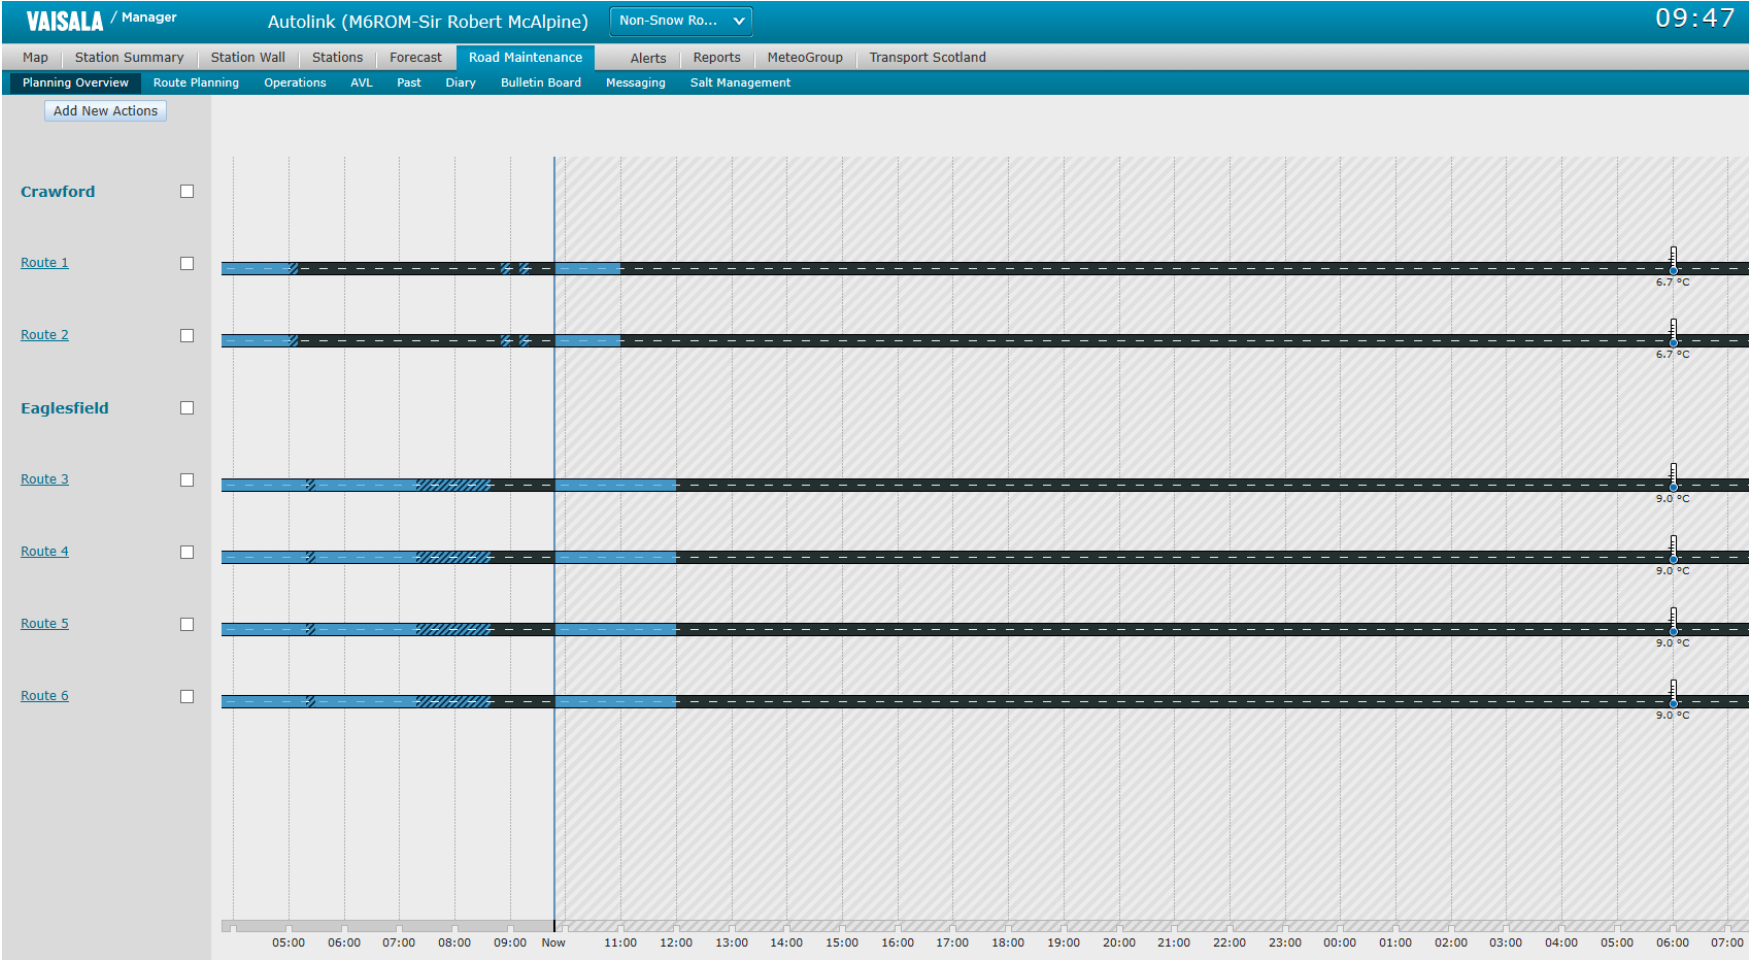 VAISALA / Manager Autolink (M6ROM-Sir Robert McAlpine) Non-Snow Ro... 09:47
Map Station Summary Station Wall Stations Forecast Road Maintenance Alerts Reports MeteoGroup Transport Scotland
Planning Overview Route Planning Operations AVL Past Diary Bulletin Board Messaging Salt Management
Add New Actions
Crawford
Route 1
6.7 °C
Route 2
6.7 °C
Eaglesfield
Route 3
9.0 °C
Route 4
9.0 °C
Route 5
9.0 °C
Route 6
9.0 °C
05:00 06:00 07:00 08:00 09:00 Now 11:00 12:00 13:00 14:00 15:00 16:00 17:00 18:00 19:00 20:00 21:00 22:00 23:00 00:00 01:00 02:00 03:00 04:00 05:00 06:00 07:00